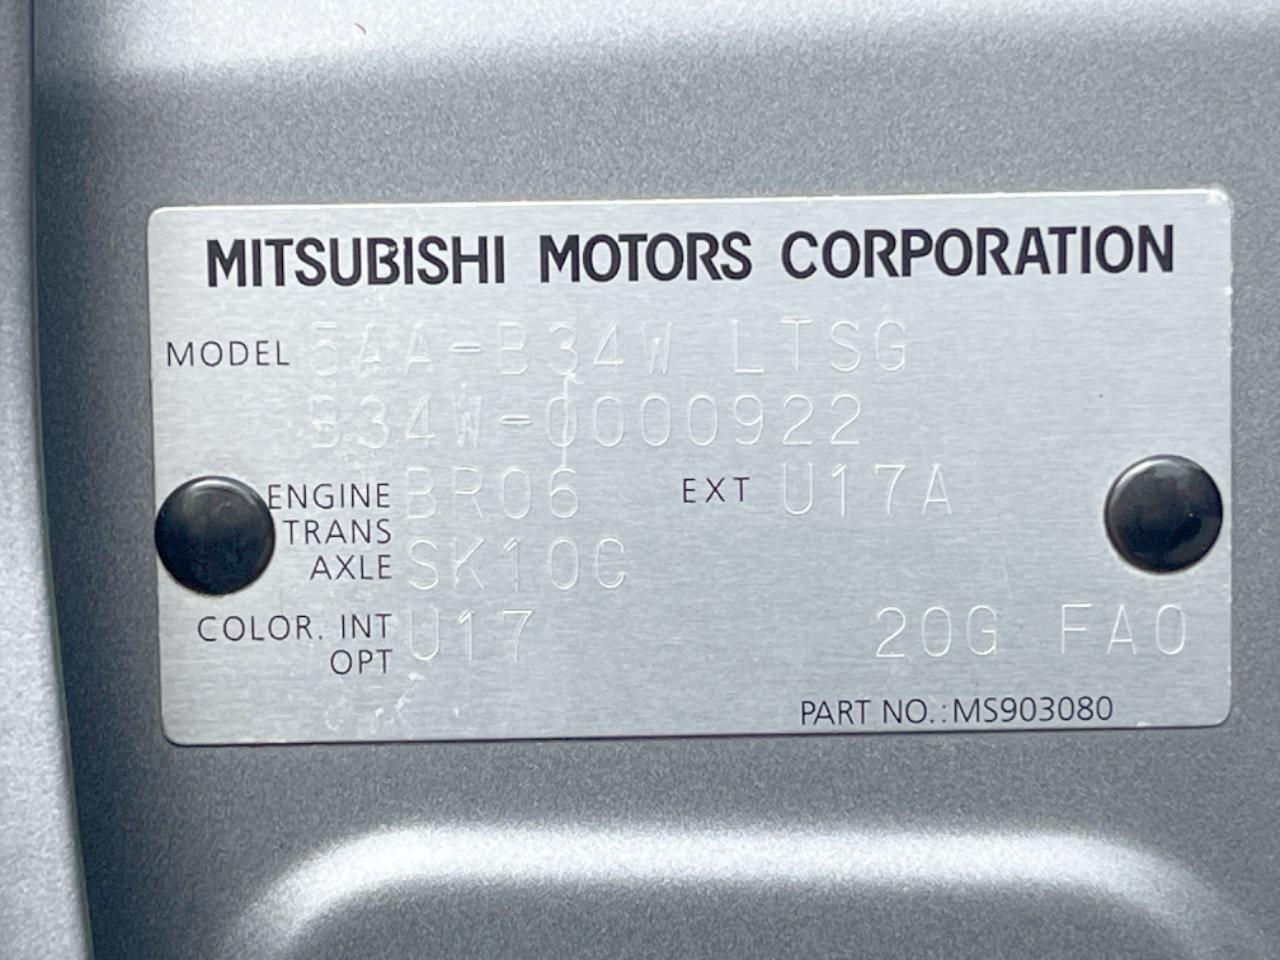 MITSUBISHI MOTORS CORPORATION
MODEL 5AA-B34W LTSG
B34W-0000922
ENGINE BR06 EXT U17A
TRANS
AXLE SK10C
COLOR. INT U17 20G FA0
OPT
PART NO.:MS903080